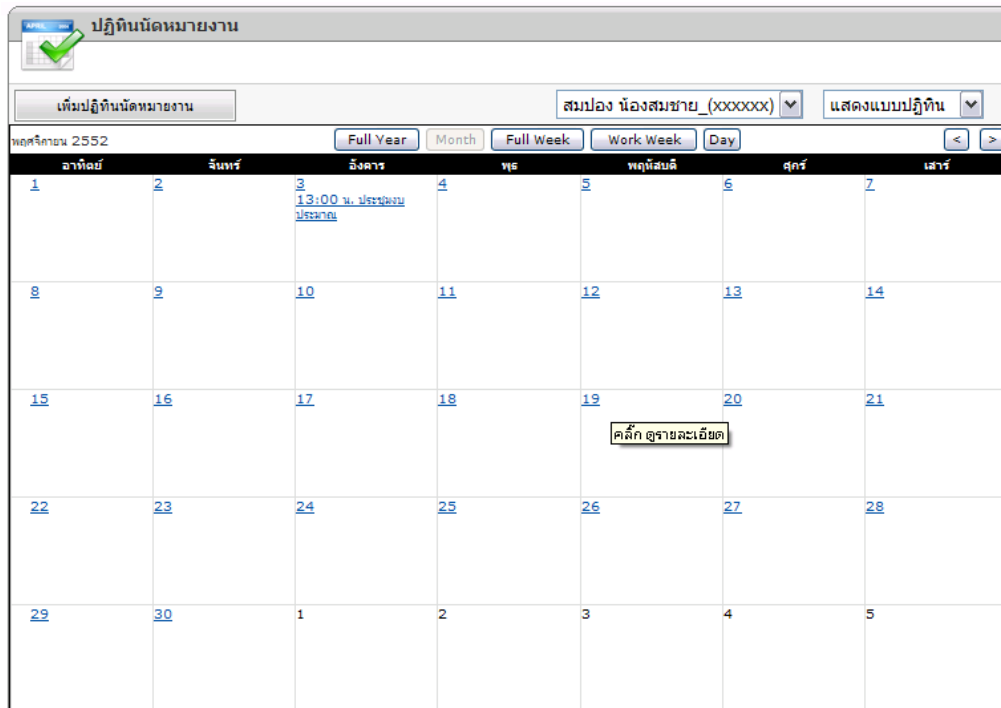 APRIL
ปฏิทินนัดหมายงาน
เพิ่มปฏิทินนัดหมายงาน
สมปอง น้องสมชาย_(xxxxxx)
แสดงแบบปฏิทิน
พฤศจิกายน 2552
Full Year Month Full Week Work Week Day < >
อาทิตย์ จันทร์ อังคาร พุธ พฤหัสบดี ศุกร์ เสาร์
1 2 3 4 5 6 7
13:00 น. ประชุมงบ
ประมาณ
8 9 10 11 12 13 14
15 16 17 18 19 20 21
คลิ๊ก ดูรายละเอียด
22 23 24 25 26 27 28
29 30 1 2 3 4 5